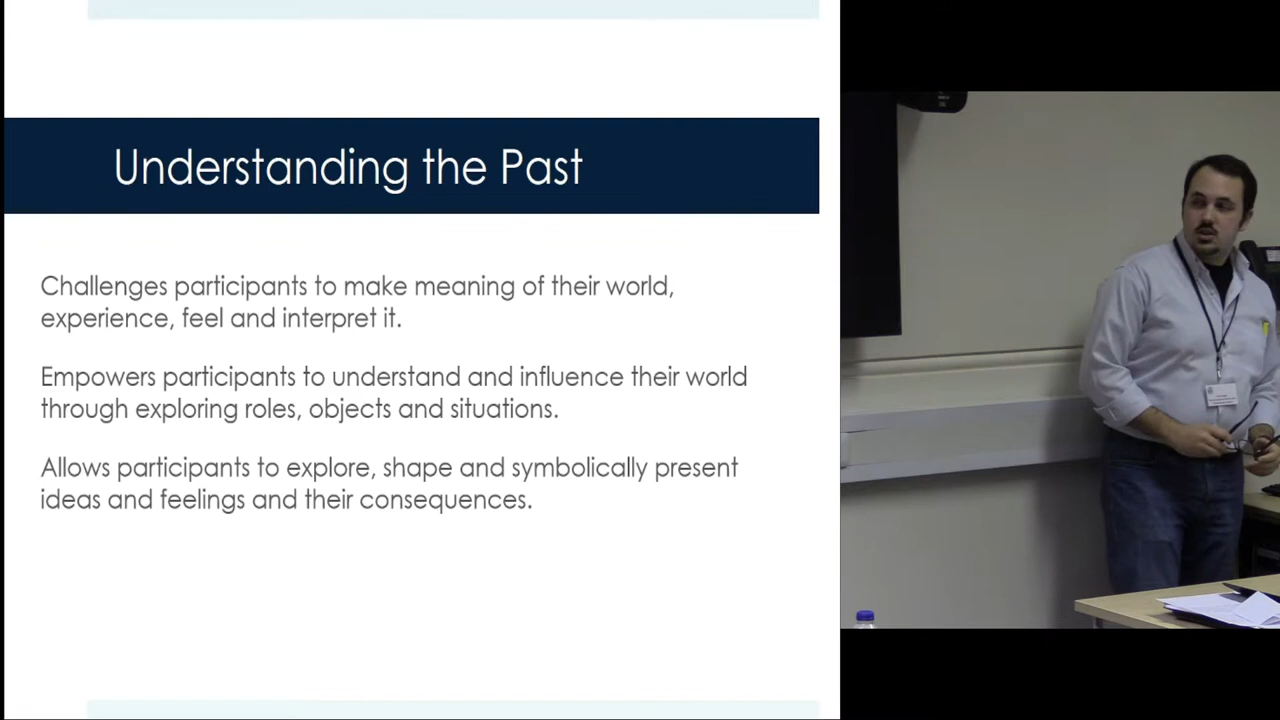 Understanding the Past
Challenges participants to make meaning of their world,
experience, feel and interpret it.
Empowers participants to understand and influence their world
through exploring roles, objects and situations.
Allows participants to explore, shape and symbolically present
ideas and feelings and their consequences.